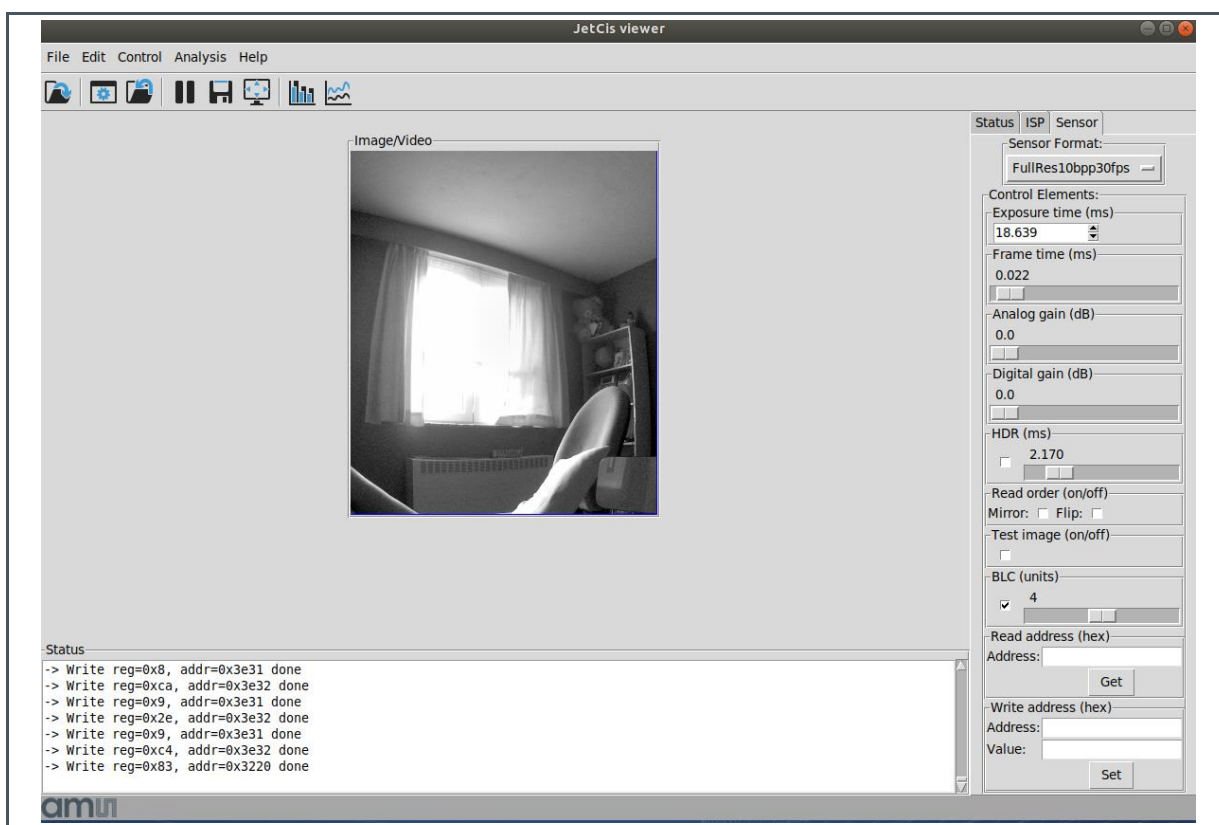 JetCis viewer
File Edit Control Analysis Help
Status ISP Sensor
Image/Video
Sensor Format:
FullRes10bpp30fps
Control Elements:
Exposure time (ms)
18.639
Frame time (ms)
0.022
Analog gain (dB)
0.0
Digital gain (dB)
0.0
HDR (ms)
2.170
Read order (on/off)
Mirror: Flip:
Test image (on/off)
BLC (units)
4
Read address (hex)
Address:
Get
Write address (hex)
Address:
Value:
Set
Status
-> Write reg=0x8, addr=0x3e31 done
-> Write reg=0xca, addr=0x3e32 done
-> Write reg=0x9, addr=0x3e31 done
-> Write reg=0x2e, addr=0x3e32 done
-> Write reg=0x9, addr=0x3e31 done
-> Write reg=0xc4, addr=0x3e32 done
-> Write reg=0x83, addr=0x3220 done
amu